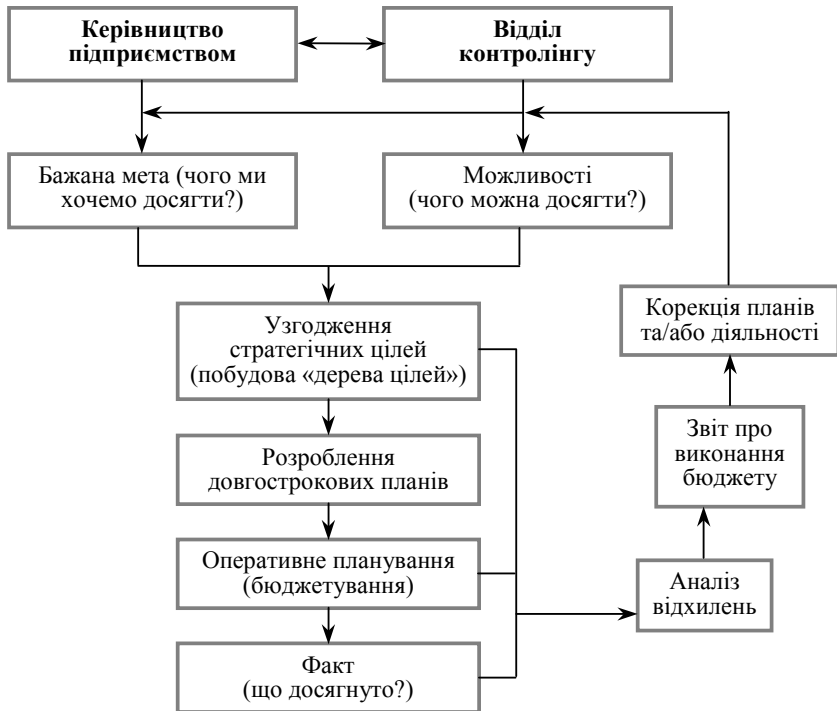 Керівництво
підприємством
Відділ
контролінгу
Бажана мета (чого ми
хочемо досягти?)
Можливості
(чого можна досягти?)
Узгодження
стратегічних цілей
(побудова «дерева цілей»)
Корекція планів
та/або діяльності
Розроблення
довгострокових планів
Звіт про
виконання
бюджету
Оперативне планування
(бюджетування)
Аналіз
відхилень
Факт
(що досягнуто?)